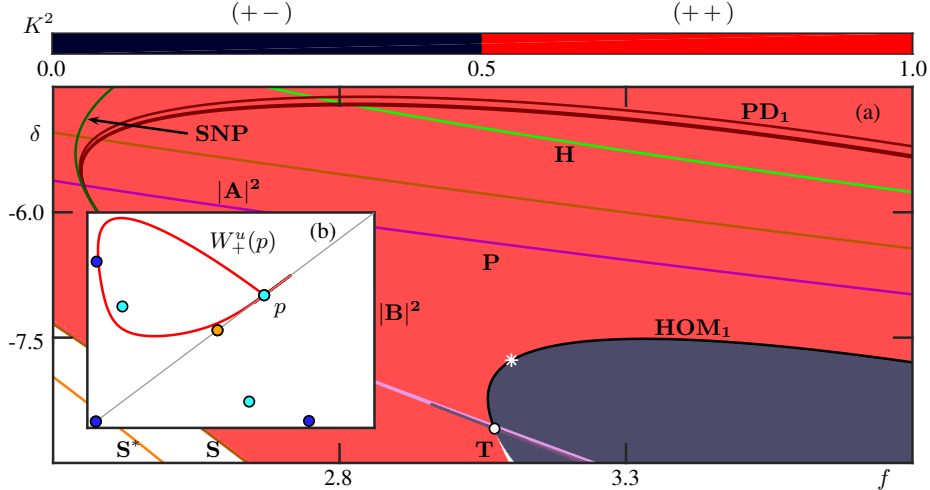 K² (+ −) (+ +)
0.0 0.5 1.0
δ SNP PD₁ (a)
H
|A|²
-6.0
W₊ᵘ(p) (b)
P
p
|B|²
-7.5 HOM₁
S* S T
2.8 3.3 f